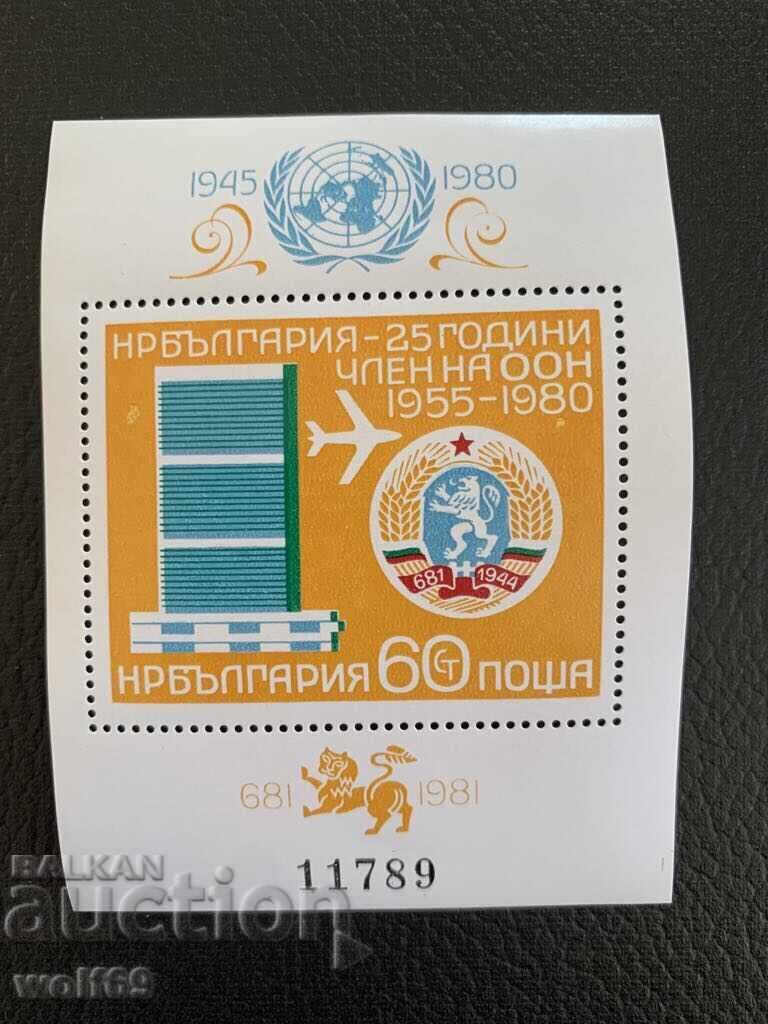 1945 1980
НРБЪЛГАРИЯ - 25 ГОДИНИ
ЧЛЕН НА ООН
1955-1980
681 1944
НРБЪЛГАРИЯ 60 СТ ПОЩА
681 1981
11789
BALKAN
auction
wolf69